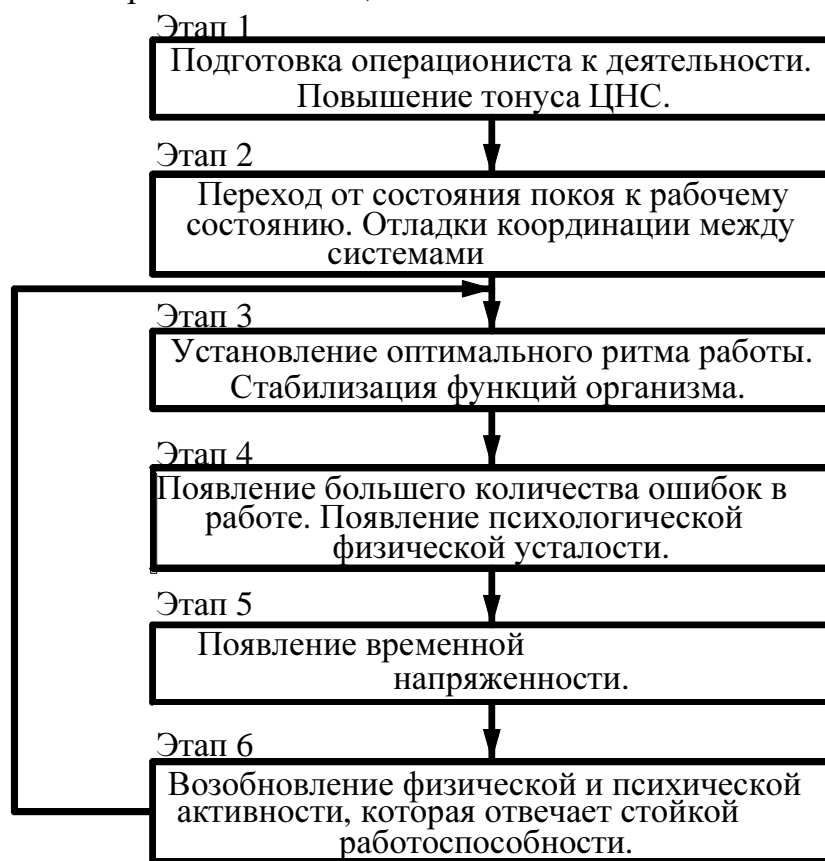 Этап 1
Подготовка операциониста к деятельности.
Повышение тонуса ЦНС.
Этап 2
Переход от состояния покоя к рабочему
состоянию. Отладки координации между
системами
Этап 3
Установление оптимального ритма работы.
Стабилизация функций организма.
Этап 4
Появление большего количества ошибок в
работе. Появление психологической
физической усталости.
Этап 5
Появление временной
напряженности.
Этап 6
Возобновление физической и психической
активности, которая отвечает стойкой
работоспособности.